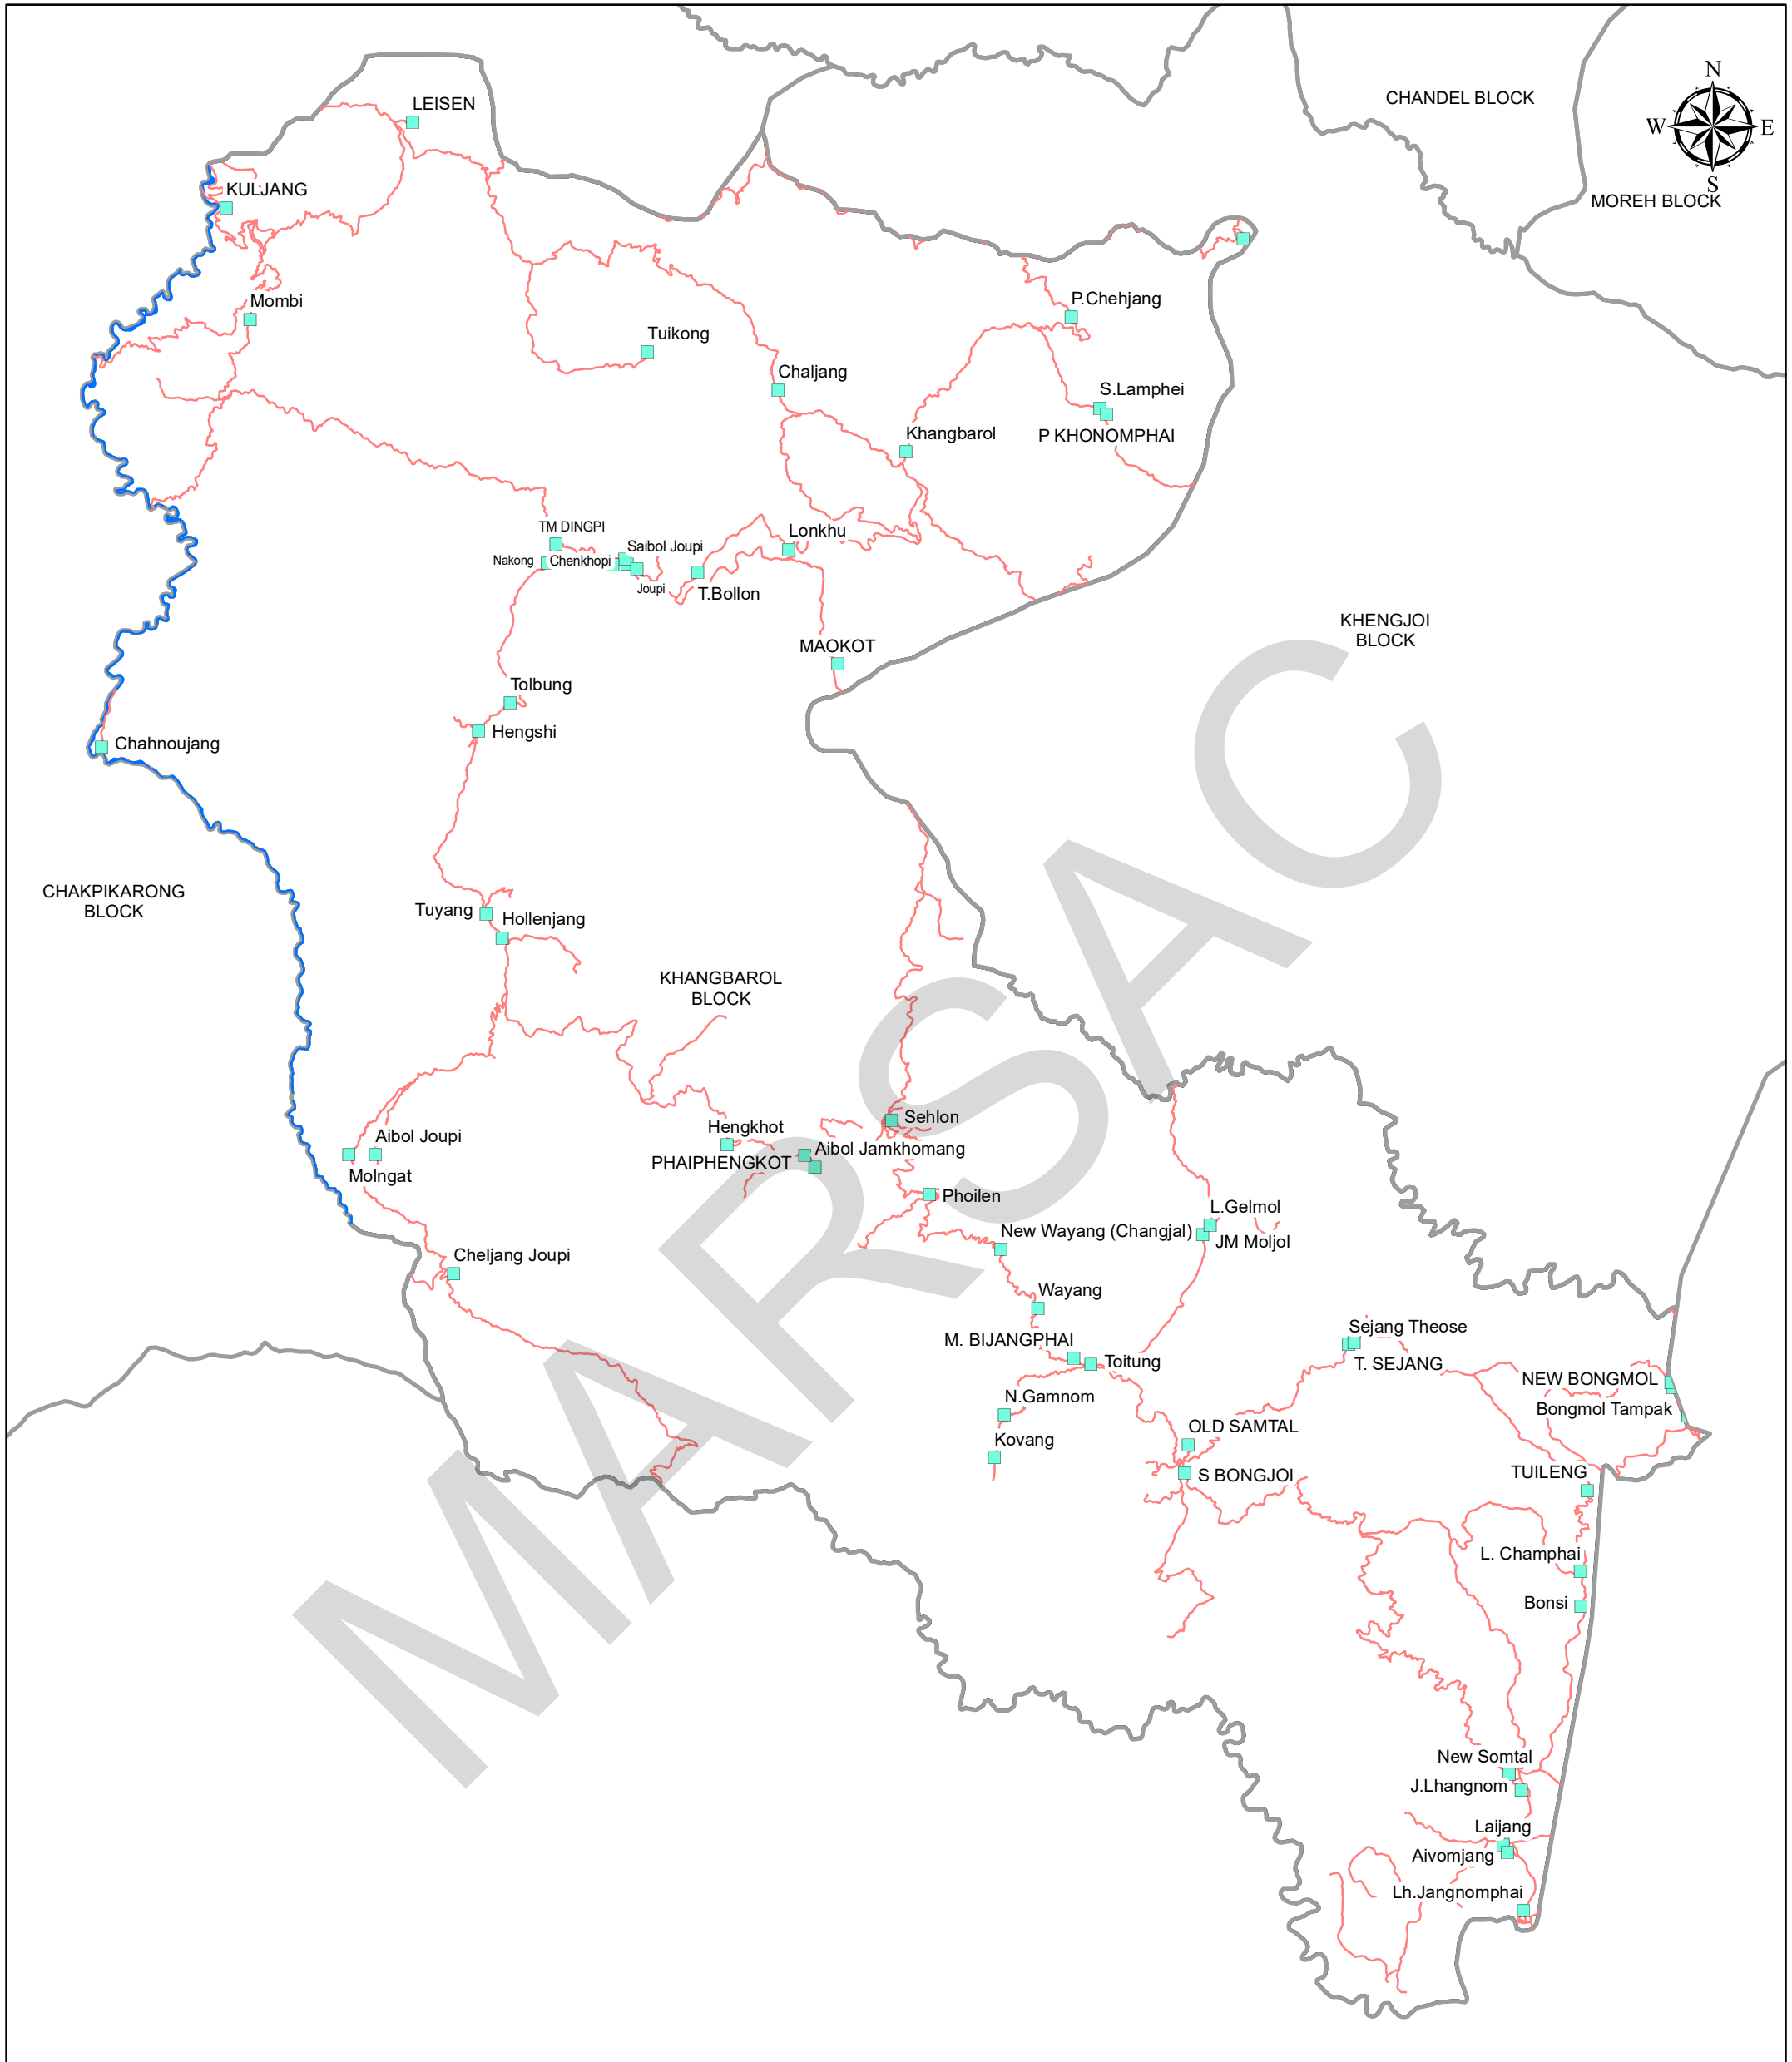 N
W
E
S
CHANDEL BLOCK
MOREH BLOCK
LEISEN
KULJANG
Mombi
P.Chehjang
Tuikong
Chaljang
S.Lamphei
P KHONOMPHAI
Khangbarol
TM DINGPI
Lonkhu
Saibol Joupi
Nakong
Chenkhopi
Joupi
T.Bollon
KHENGJOI
BLOCK
MAOKOT
Tolbung
Hengshi
Chahnoujang
CHAKPIKARONG
BLOCK
Tuyang
Hollenjang
KHANGBAROL
BLOCK
Sehlon
Hengkhot
Aibol Joupi
Aibol Jamkhomang
PHAIPHENGKOT
Molngat
Phoilen
L.Gelmol
New Wayang (Changjal)
JM Moljol
Cheljang Joupi
Wayang
Sejang Theose
M. BIJANGPHAI
Toitung
T. SEJANG
NEW BONGMOL
N.Gamnom
Bongmol Tampak
OLD SAMTAL
Kovang
S BONGJOI
TUILENG
L. Champhai
Bonsi
New Somtal
J.Lhangnom
Laijang
Aivomjang
Lh.Jangnomphai
MARSAC